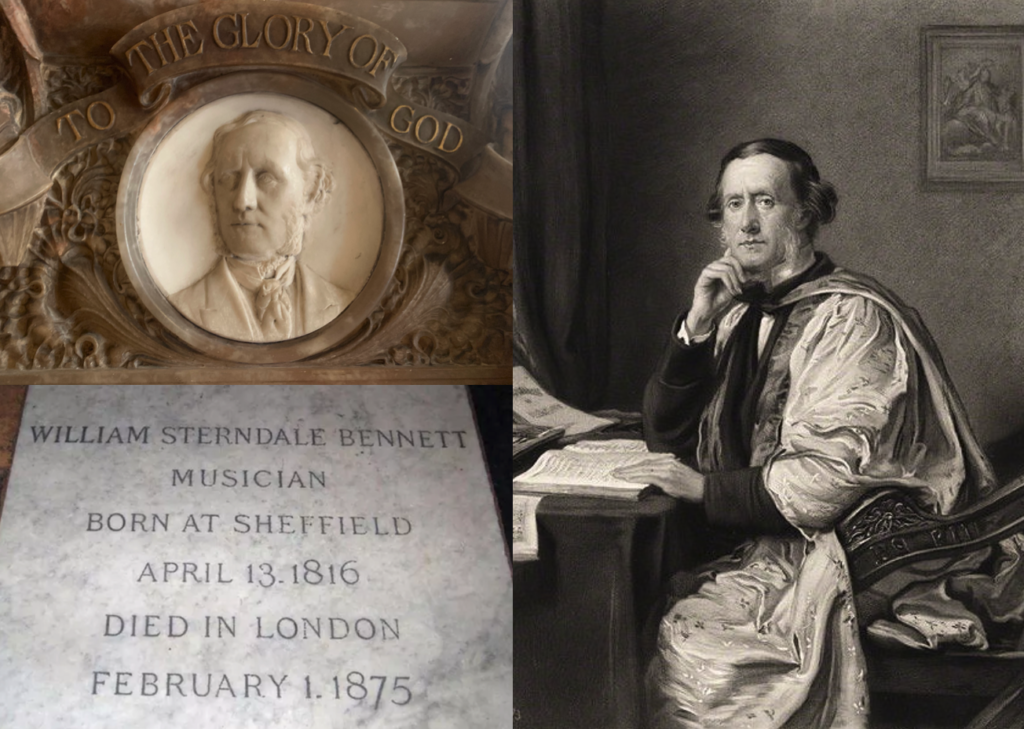 TO THE GLORY OF GOD
WILLIAM STERNDALE BENNETT
MUSICIAN
BORN AT SHEFFIELD
APRIL 13.1816
DIED IN LONDON
FEBRUARY 1.1875